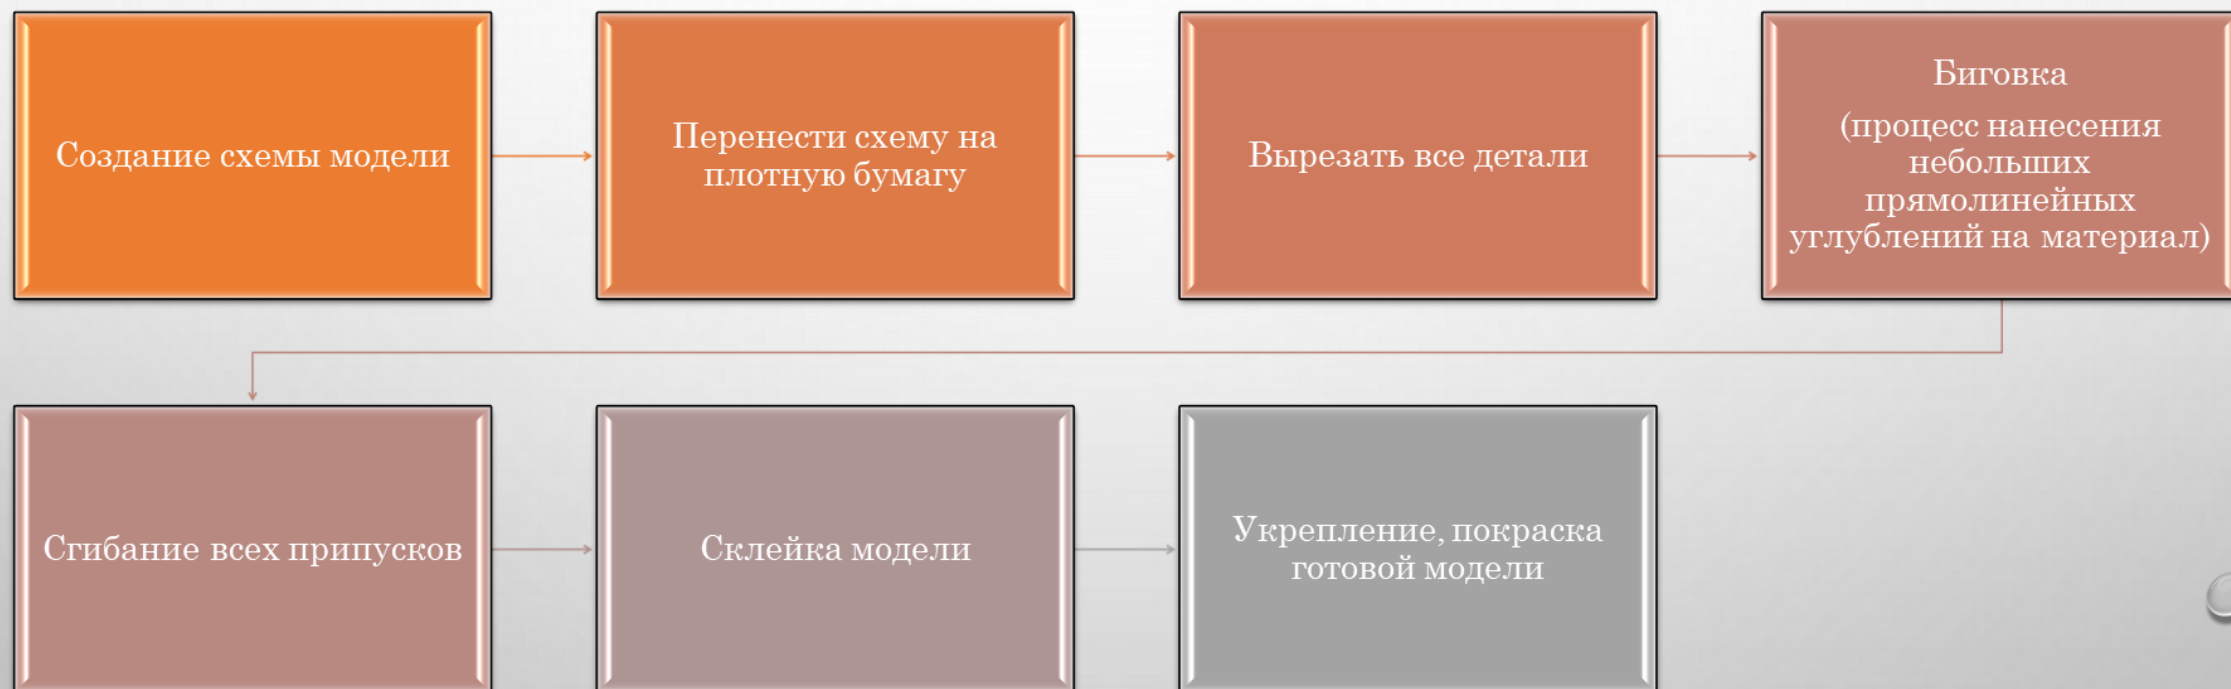 Создание схемы модели
Перенести схему на
плотную бумагу
Вырезать все детали
Биговка
(процесс нанесения
небольших
прямолинейных
углублений на материал)
Сгибание всех припусков
Склейка модели
Укрепление, покраска
готовой модели